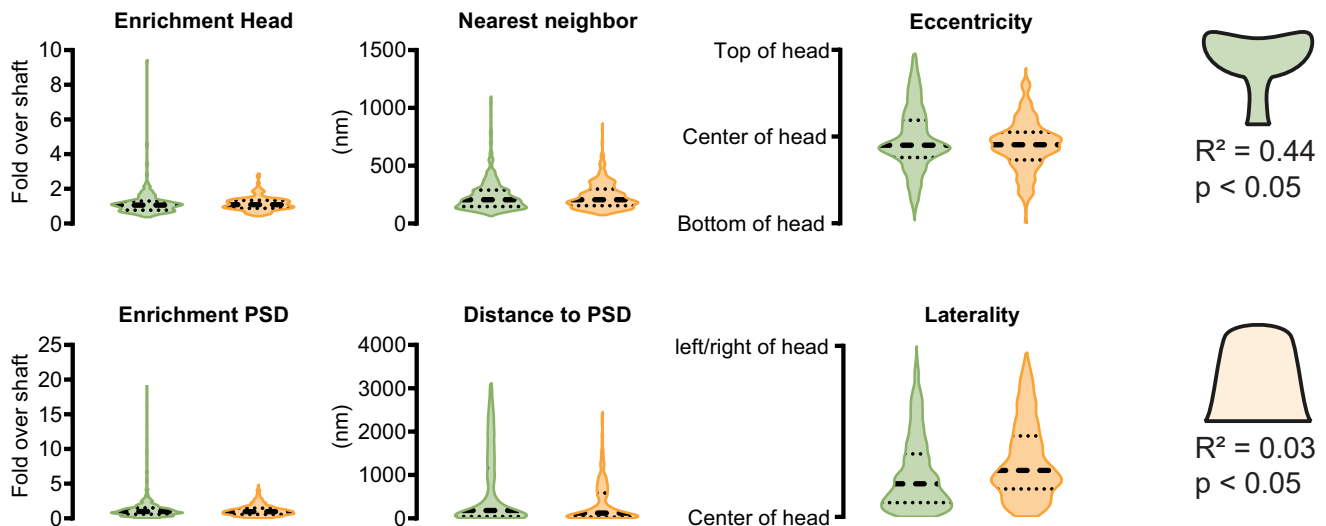 Enrichment Head
Fold over shaft
10
8
6
4
2
0
Nearest neighbor
(nm)
1500
1000
500
0
Eccentricity
Top of head
Center of head
Bottom of head
R² = 0.44
p < 0.05
Enrichment PSD
Fold over shaft
25
20
15
10
5
0
Distance to PSD
(nm)
4000
3000
2000
1000
0
Laterality
left/right of head
Center of head
R² = 0.03
p < 0.05